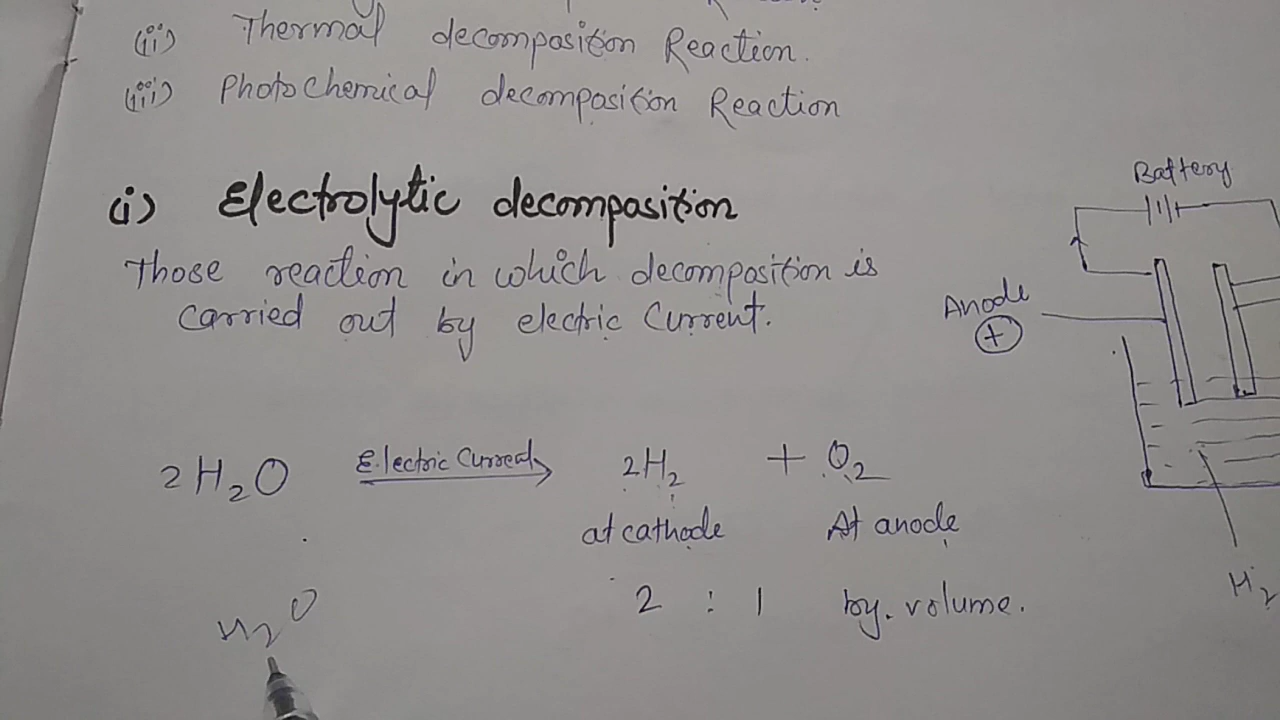 (ii) Thermal decomposition Reaction.
(iii) Photochemical decomposition Reaction
(i) Electrolytic decomposition
Those reaction in which decomposition is
carried out by electric Current.
Battery
Anode
+
2H₂O Electric Current 2H₂ + O₂
at cathode At anode
2 : 1 by. volume.
H₂O
H₂